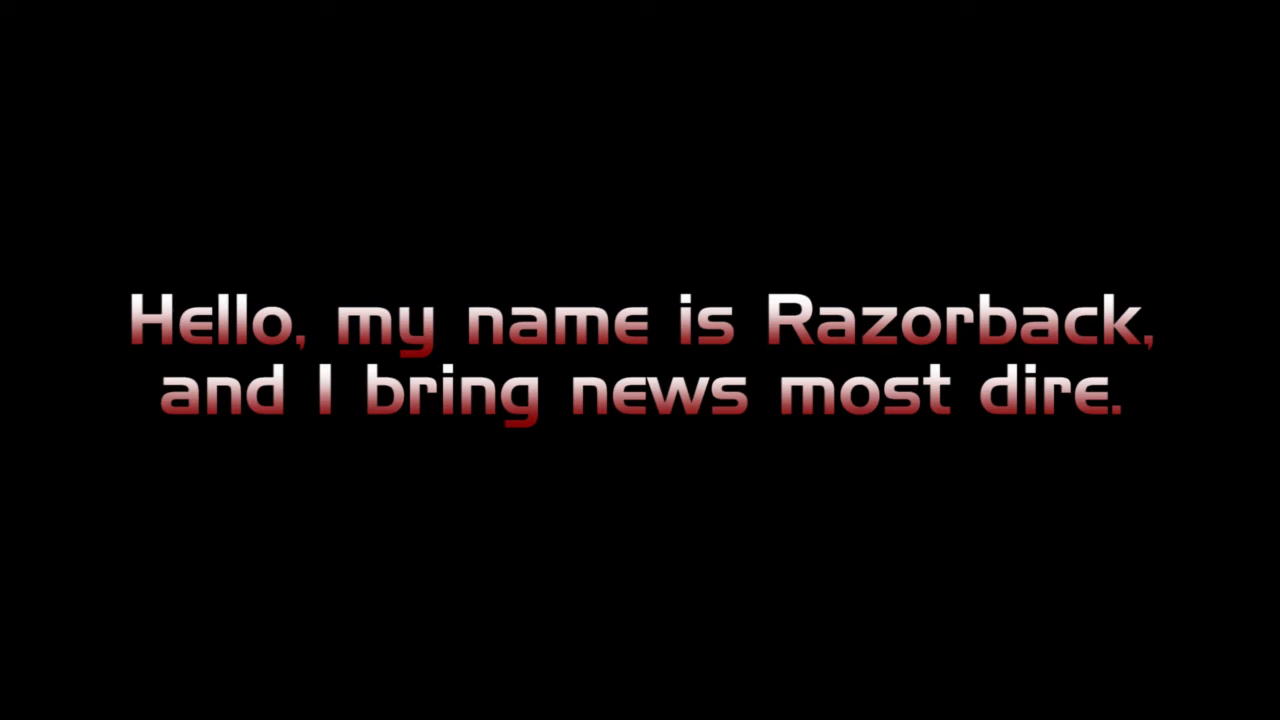 Hello, my name is Razorback,
and I bring news most dire.